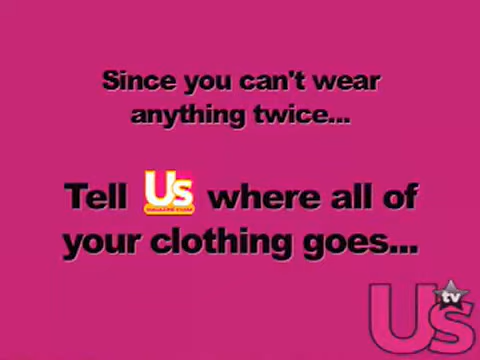 Since you can't wear
anything twice...
Tell Us where all of
your clothing goes...
Us
tv